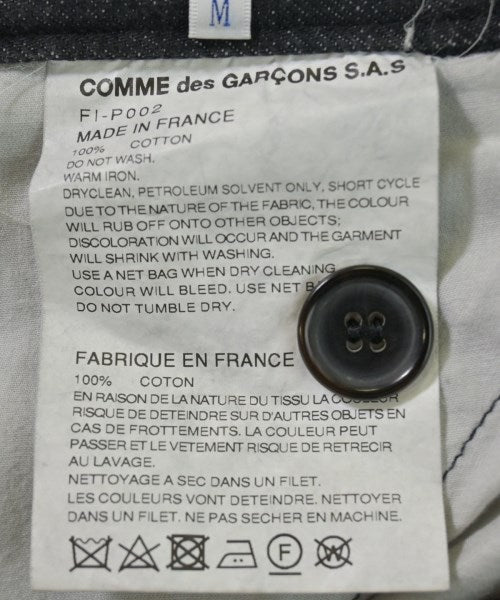 M
COMME des GARÇONS S.A.S
FI-P002
MADE IN FRANCE
100% COTTON
DO NOT WASH.
WARM IRON.
DRYCLEAN, PETROLEUM SOLVENT ONLY, SHORT CYCLE
DUE TO THE NATURE OF THE FABRIC, THE COLOUR
WILL RUB OFF ONTO OTHER OBJECTS;
DISCOLORATION WILL OCCUR AND THE GARMENT
WILL SHRINK WITH WASHING.
USE A NET BAG WHEN DRY CLEANING
COLOUR WILL BLEED. USE NET
DO NOT TUMBLE DRY.
FABRIQUE EN FRANCE
100% COTON
EN RAISON DE LA NATURE DU TISSU LA COULEUR
RISQUE DE DETEINDRE SUR D'AUTRES OBJETS EN
CAS DE FROTTEMENTS. LA COULEUR PEUT
PASSER ET LE VETEMENT RISQUE DE RETRECIR
AU LAVAGE.
NETTOYAGE A SEC DANS UN FILET.
LES COULEURS VONT DETEINDRE. NETTOYER
DANS UN FILET. NE PAS SECHER EN MACHINE.
F W